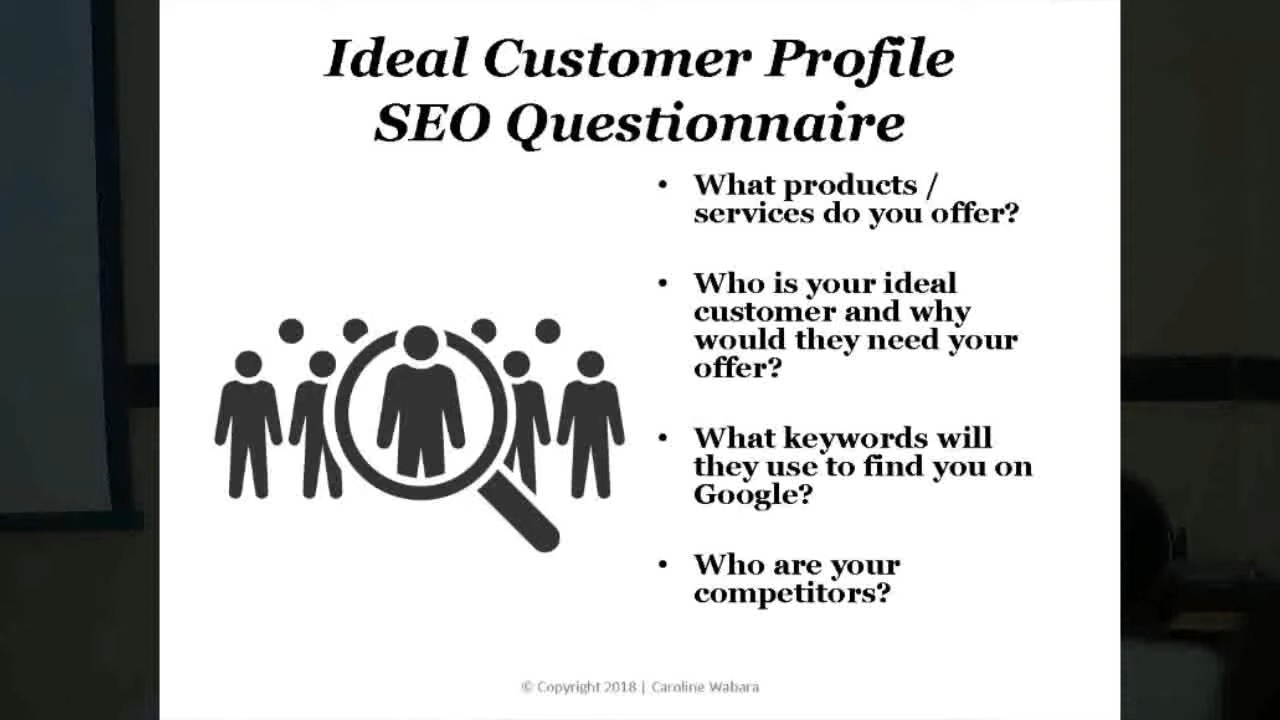 Ideal Customer Profile
SEO Questionnaire
• What products /
services do you offer?
• Who is your ideal
customer and why
would they need your
offer?
• What keywords will
they use to find you on
Google?
• Who are your
competitors?
© Copyright 2018 | Caroline Wabara